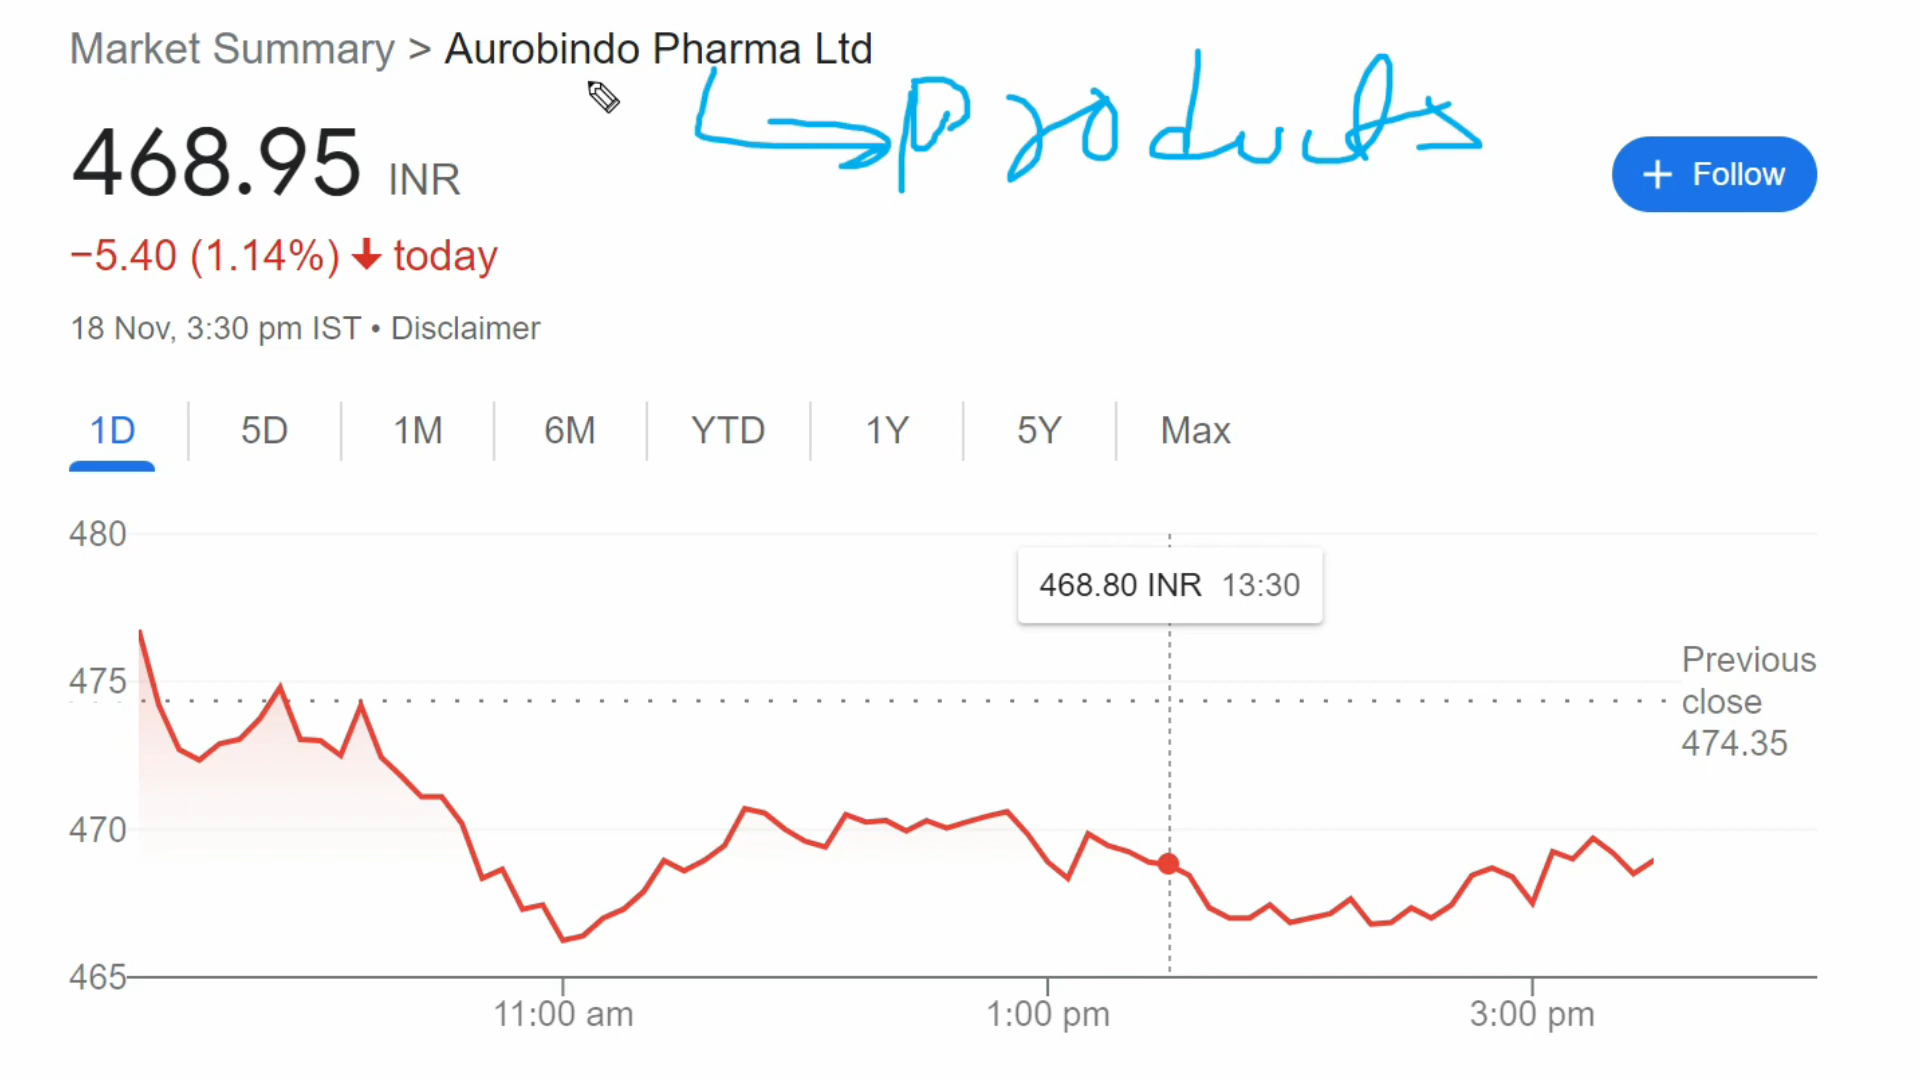 Market Summary > Aurobindo Pharma Ltd
Products
468.95 INR
+ Follow
−5.40 (1.14%) ↓ today
18 Nov, 3:30 pm IST • Disclaimer
1D 5D 1M 6M YTD 1Y 5Y Max
480
468.80 INR 13:30
475
Previous
close
474.35
470
465
11:00 am 1:00 pm 3:00 pm